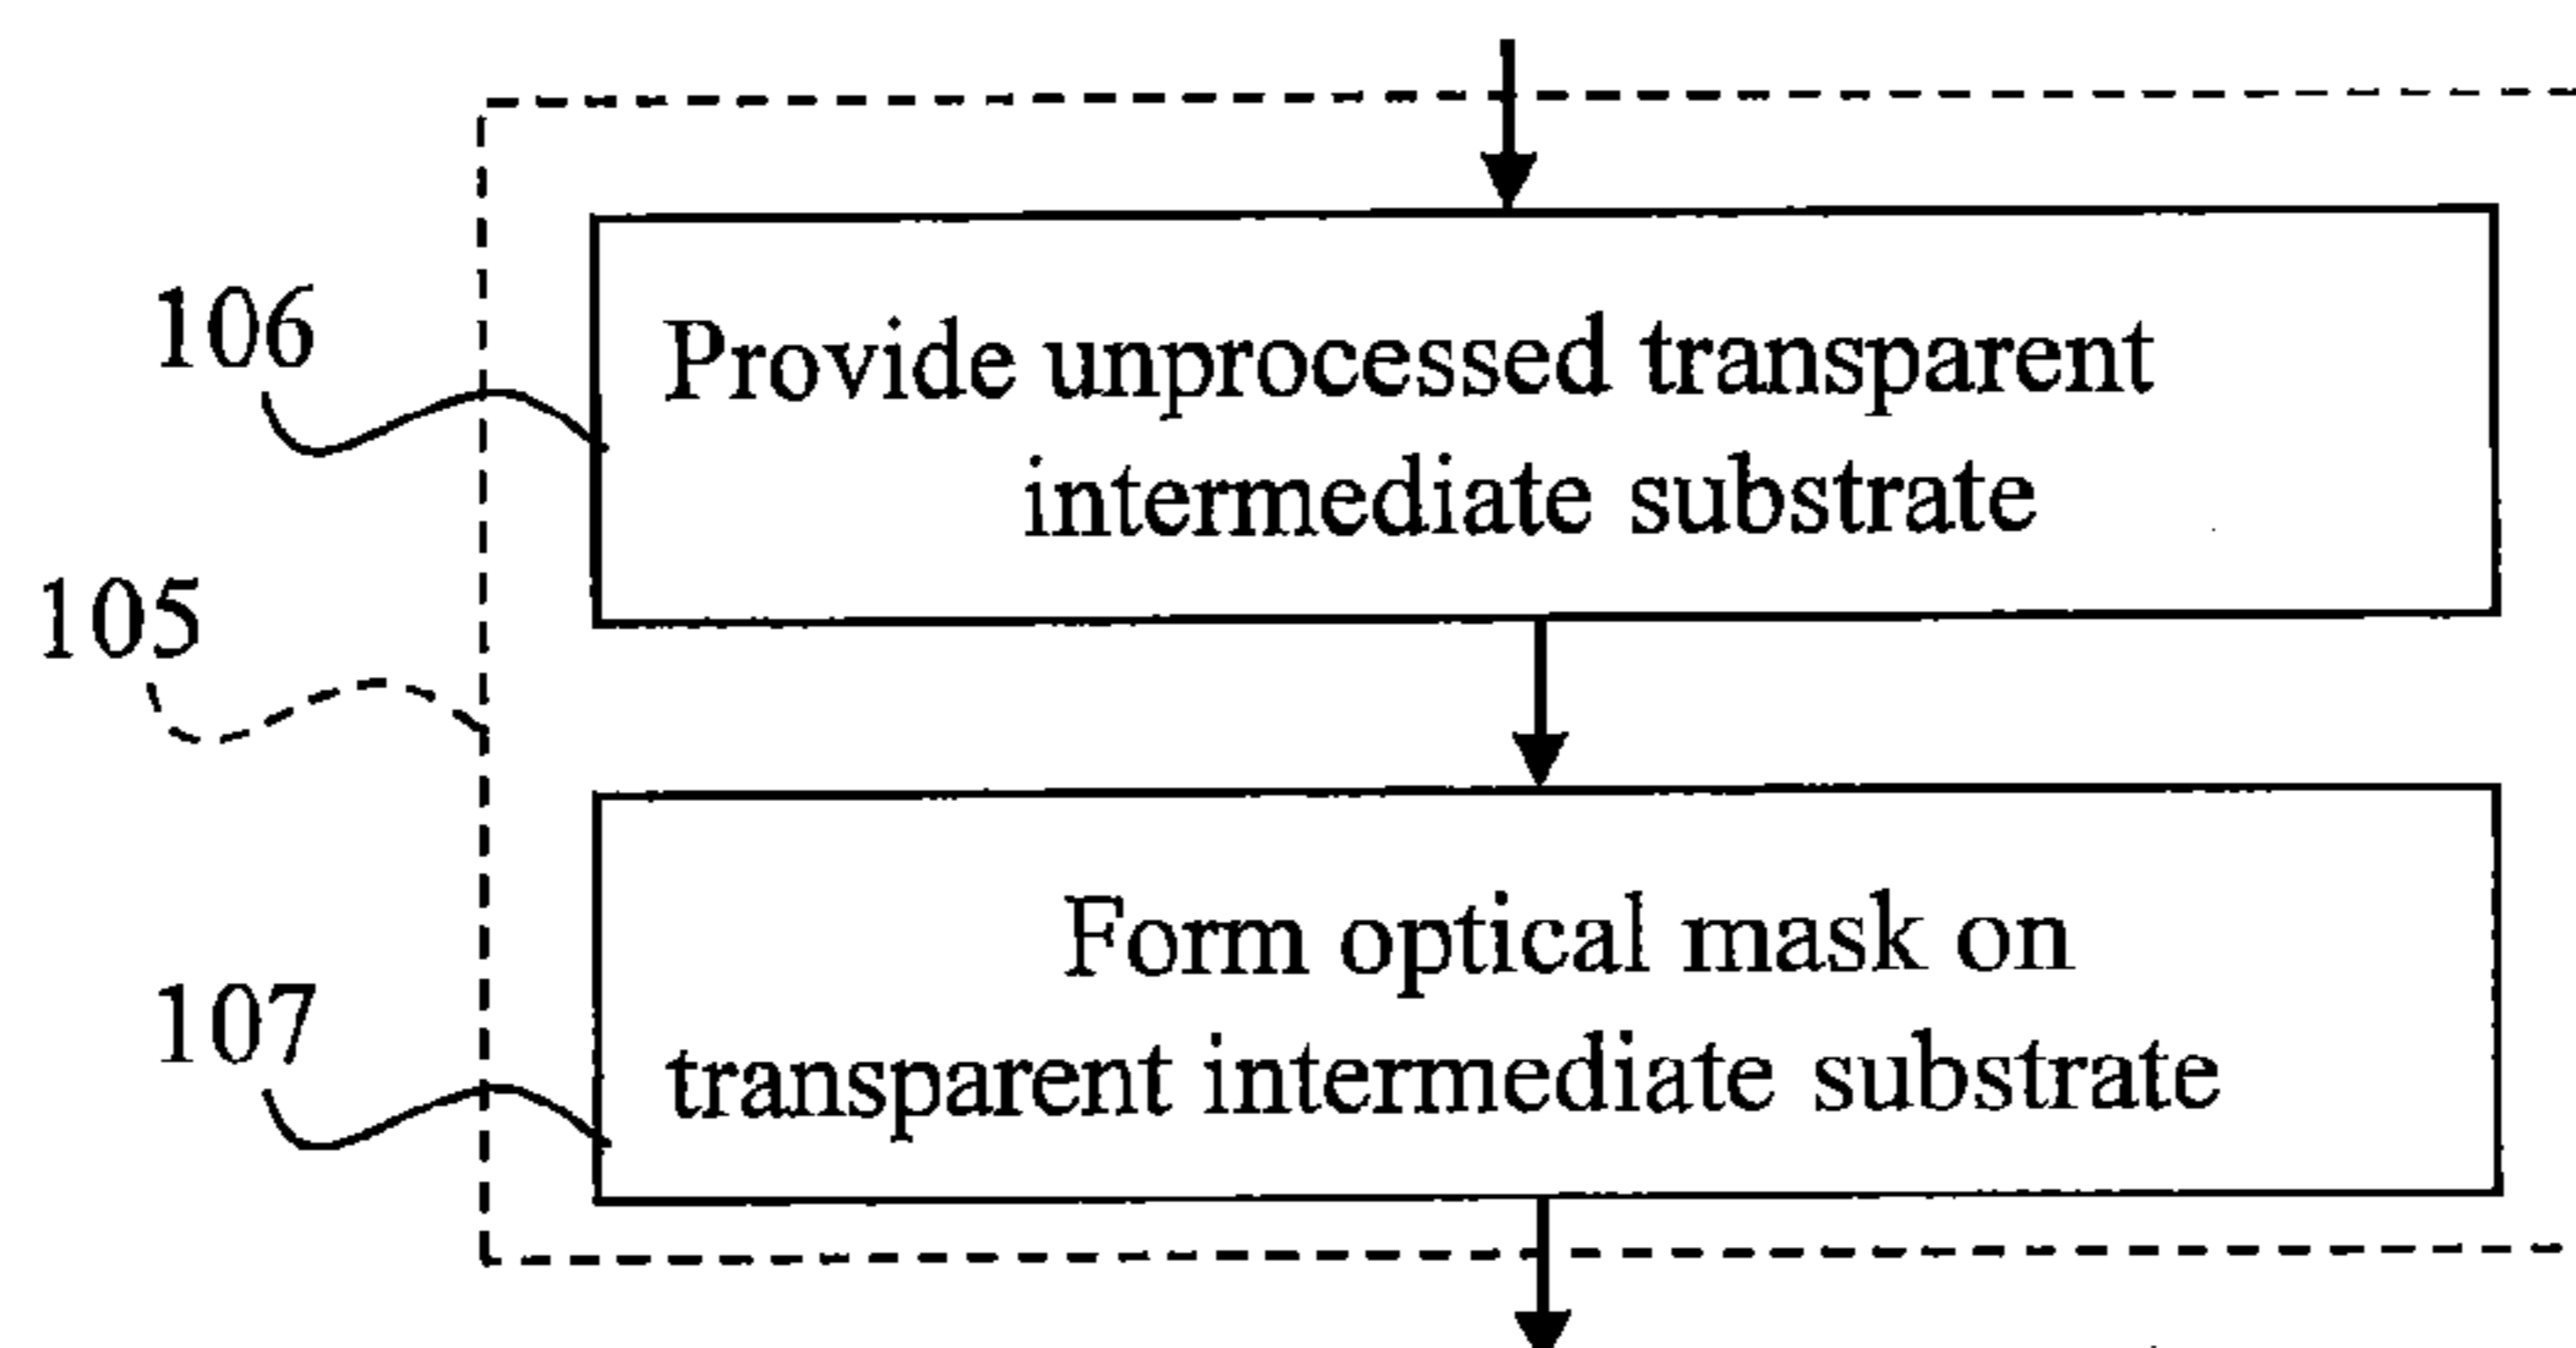 106
Provide unprocessed transparent
intermediate substrate
105
Form optical mask on
107
transparent intermediate substrate